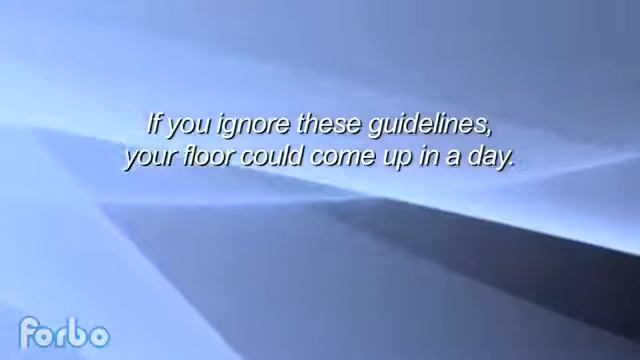 If you ignore these guidelines,
your floor could come up in a day.
forbo